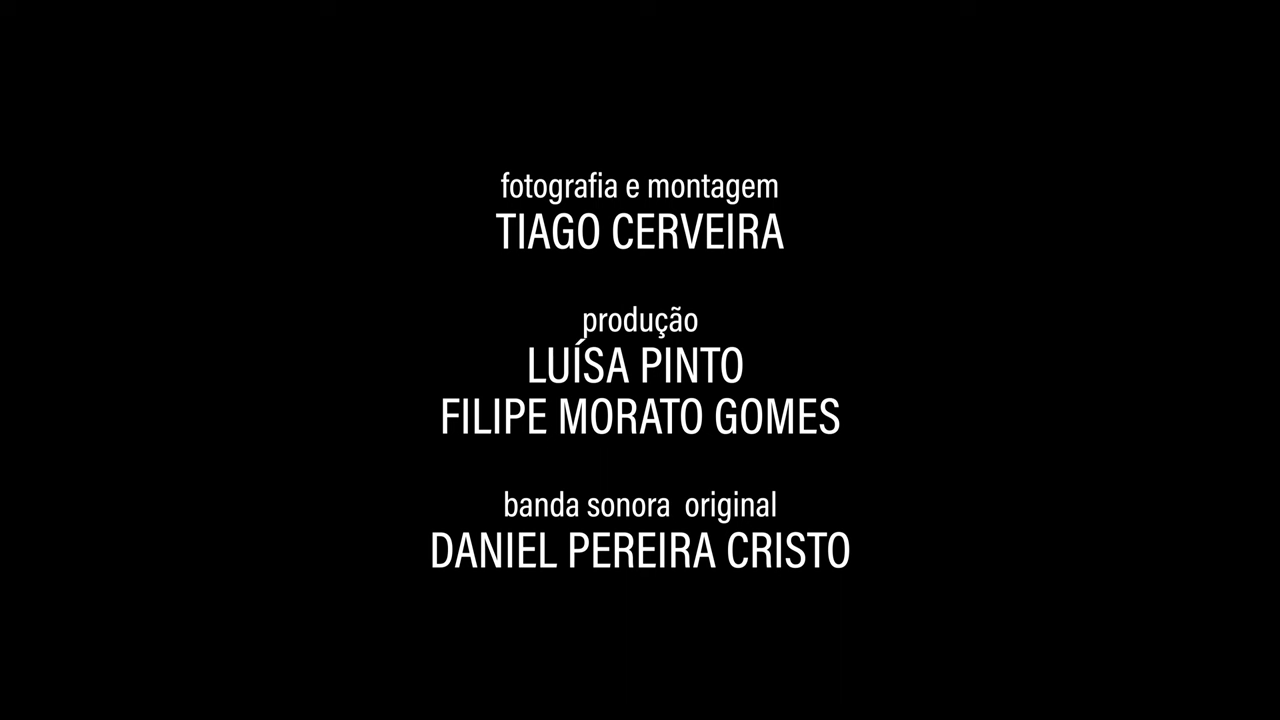 fotografia e montagem
TIAGO CERVEIRA
produção
LUÍSA PINTO
FILIPE MORATO GOMES
banda sonora  original
DANIEL PEREIRA CRISTO